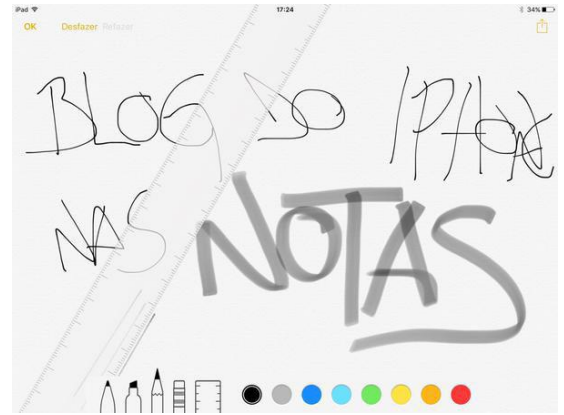 iPad 17:24 34%
OK Desfazer Refazer
BLOG DO IPHONE
NAS NOTAS